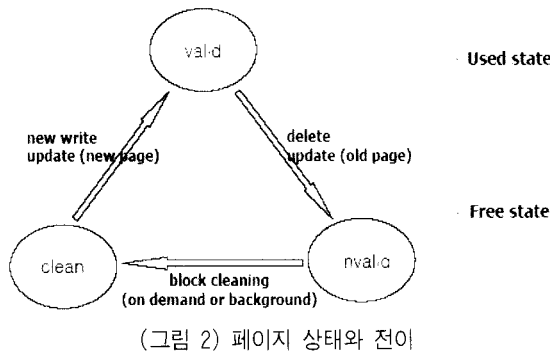 valid
Used state
new write
update (new page)
delete
update (old page)
Free state
clean
invalid
block cleaning
(on demand or background)
(그림 2) 페이지 상태와 전이